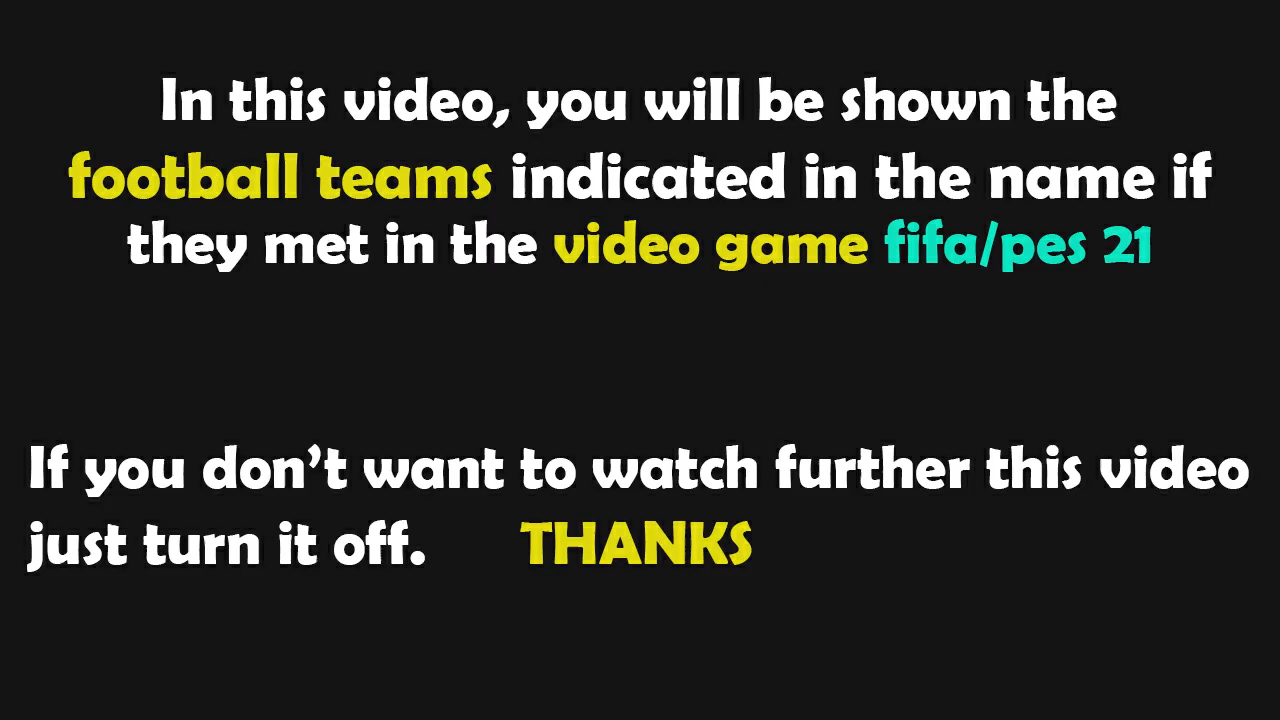 In this video, you will be shown the
football teams indicated in the name if
they met in the video game fifa/pes 21
If you don’t want to watch further this video
just turn it off. THANKS